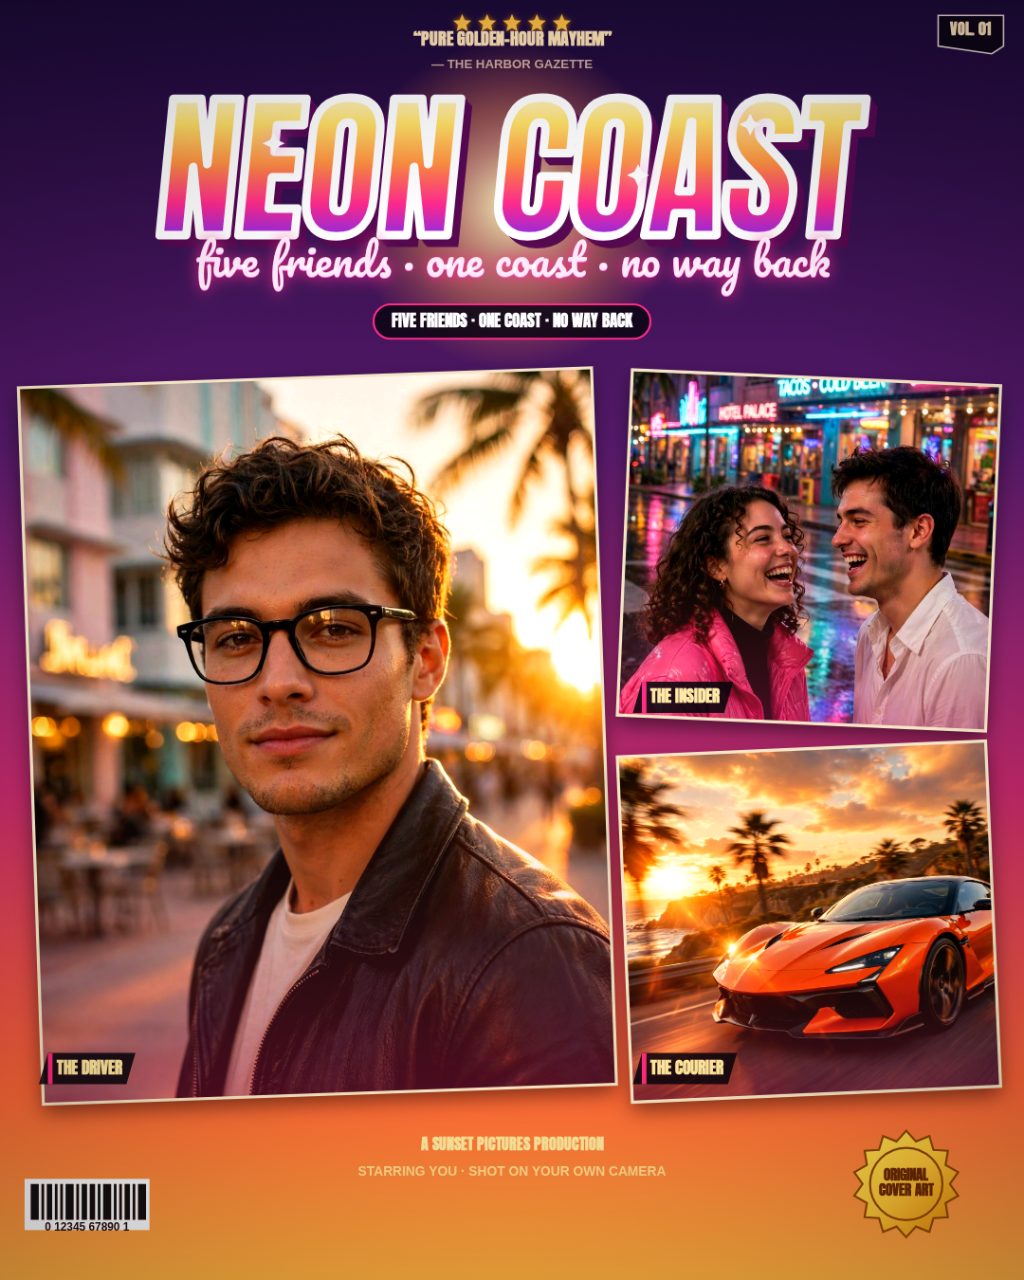 “PURE GOLDEN-HOUR MAYHEM”
— THE HARBOR GAZETTE
VOL. 01
NEON COAST
five friends · one coast · no way back
FIVE FRIENDS · ONE COAST · NO WAY BACK
TACOS · COLD BEER
HOTEL PALACE
THE INSIDER
THE DRIVER
THE COURIER
A SUNSET PICTURES PRODUCTION
STARRING YOU · SHOT ON YOUR OWN CAMERA
ORIGINAL
COVER ART
0 12345 67890 1